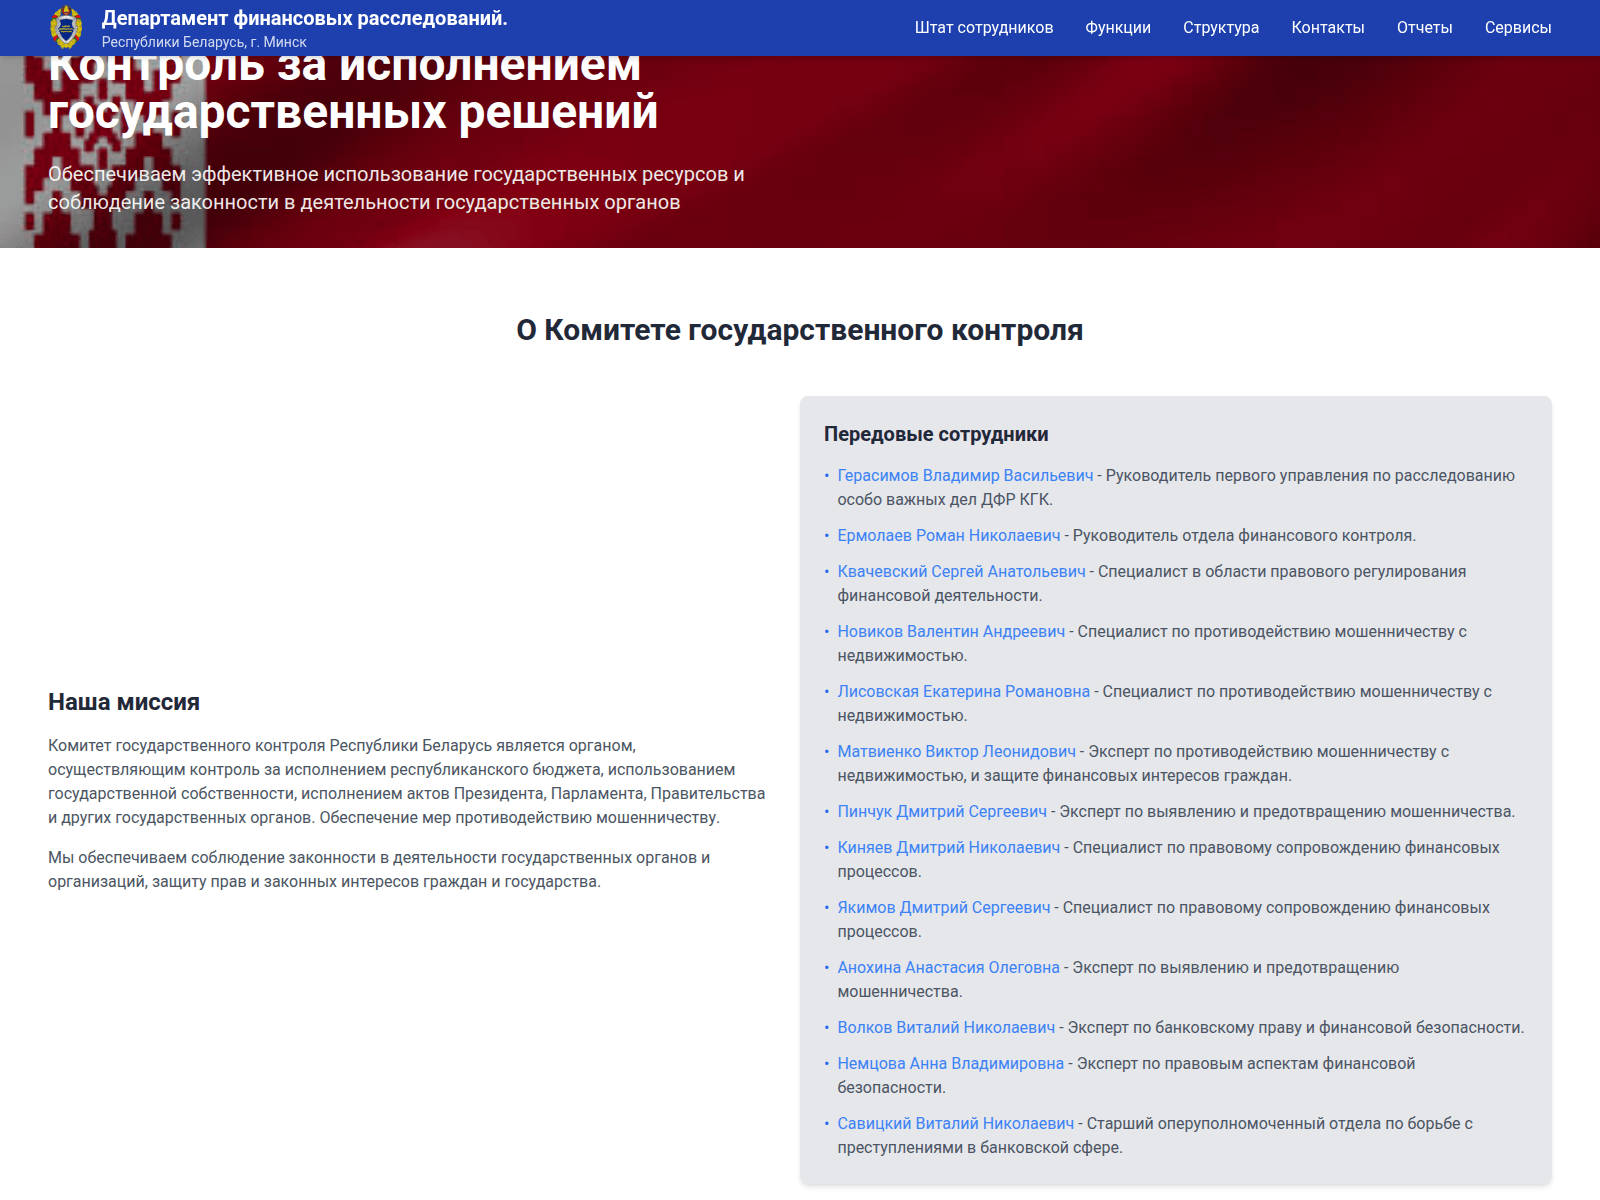 Департамент финансовых расследований.
Республики Беларусь, г. Минск
Штат сотрудников
Функции
Структура
Контакты
Отчеты
Сервисы
Контроль за исполнением
государственных решений
Обеспечиваем эффективное использование государственных ресурсов и
соблюдение законности в деятельности государственных органов
О Комитете государственного контроля
Наша миссия
Комитет государственного контроля Республики Беларусь является органом,
осуществляющим контроль за исполнением республиканского бюджета, использованием
государственной собственности, исполнением актов Президента, Парламента, Правительства
и других государственных органов. Обеспечение мер противодействию мошенничеству.
Мы обеспечиваем соблюдение законности в деятельности государственных органов и
организаций, защиту прав и законных интересов граждан и государства.
Передовые сотрудники
• Герасимов Владимир Васильевич - Руководитель первого управления по расследованию
особо важных дел ДФР КГК.
• Ермолаев Роман Николаевич - Руководитель отдела финансового контроля.
• Квачевский Сергей Анатольевич - Специалист в области правового регулирования
финансовой деятельности.
• Новиков Валентин Андреевич - Специалист по противодействию мошенничеству с
недвижимостью.
• Лисовская Екатерина Романовна - Специалист по противодействию мошенничеству с
недвижимостью.
• Матвиенко Виктор Леонидович - Эксперт по противодействию мошенничеству с
недвижимостью, и защите финансовых интересов граждан.
• Пинчук Дмитрий Сергеевич - Эксперт по выявлению и предотвращению мошенничества.
• Киняев Дмитрий Николаевич - Специалист по правовому сопровождению финансовых
процессов.
• Якимов Дмитрий Сергеевич - Специалист по правовому сопровождению финансовых
процессов.
• Анохина Анастасия Олеговна - Эксперт по выявлению и предотвращению
мошенничества.
• Волков Виталий Николаевич - Эксперт по банковскому праву и финансовой безопасности.
• Немцова Анна Владимировна - Эксперт по правовым аспектам финансовой
безопасности.
• Савицкий Виталий Николаевич - Старший оперуполномоченный отдела по борьбе с
преступлениями в банковской сфере.